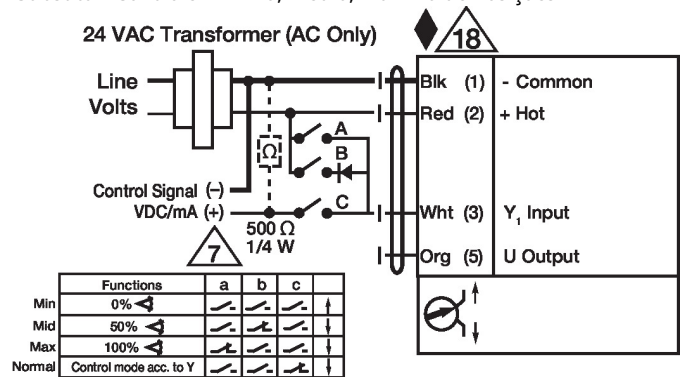 24 VAC Transformer (AC Only)
18
Line
Volts
Blk (1) - Common
Red (2) + Hot
A
B
C
Ω
Control Signal (–)
VDC/mA (+)
500 Ω
1/4 W
7
Wht (3) Y1 Input
Org (5) U Output
Functions a b c
Min 0%
Mid 50%
Max 100%
Normal Control mode acc. to Y